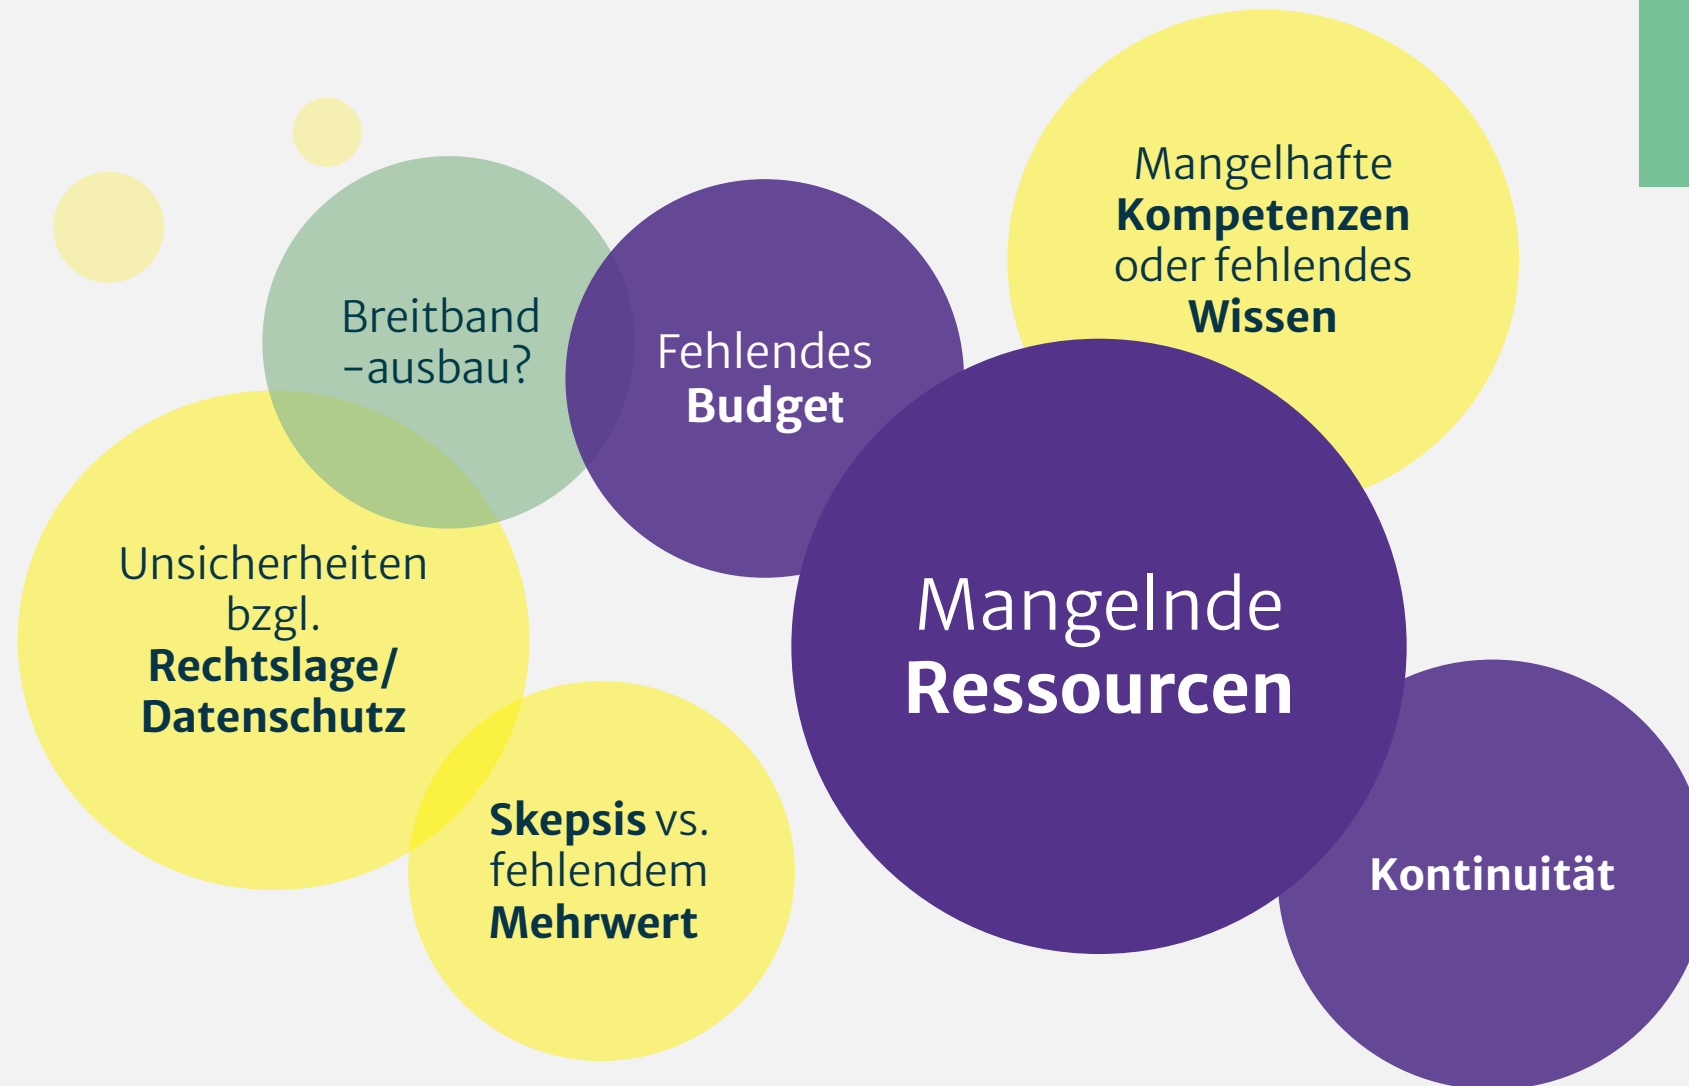 Mangelhafte
Kompetenzen
oder fehlendes
Wissen
Breitband
-ausbau?
Fehlendes
Budget
Unsicherheiten
bzgl.
Rechtslage/
Datenschutz
Mangelnde
Ressourcen
Skepsis vs.
fehlendem
Mehrwert
Kontinuität